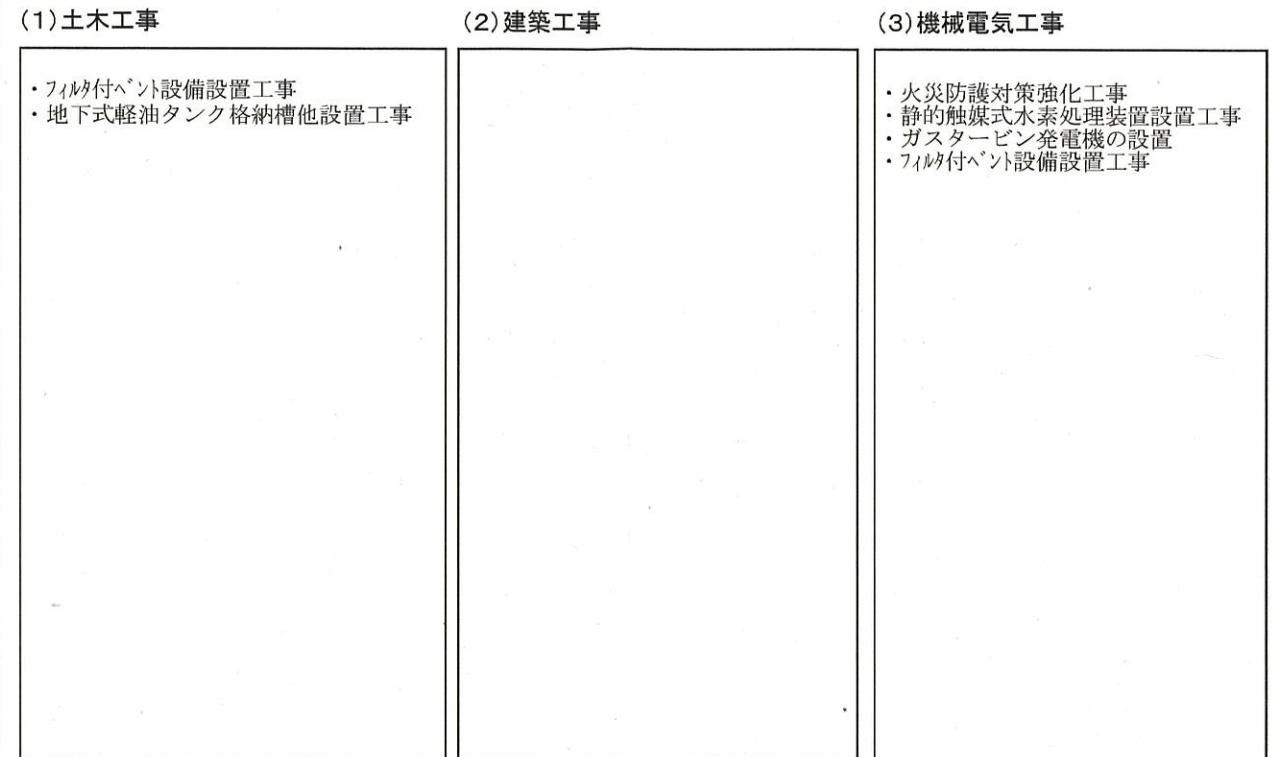 (1)土木工事
・ﾌｨﾙﾀ付ﾍﾞﾝﾄ設備設置工事
・地下式軽油タンク格納槽他設置工事
(2)建築工事
(3)機械電気工事
・火災防護対策強化工事
・静的触媒式水素処理装置設置工事
・ガスタービン発電機の設置
・ﾌｨﾙﾀ付ﾍﾞﾝﾄ設備設置工事